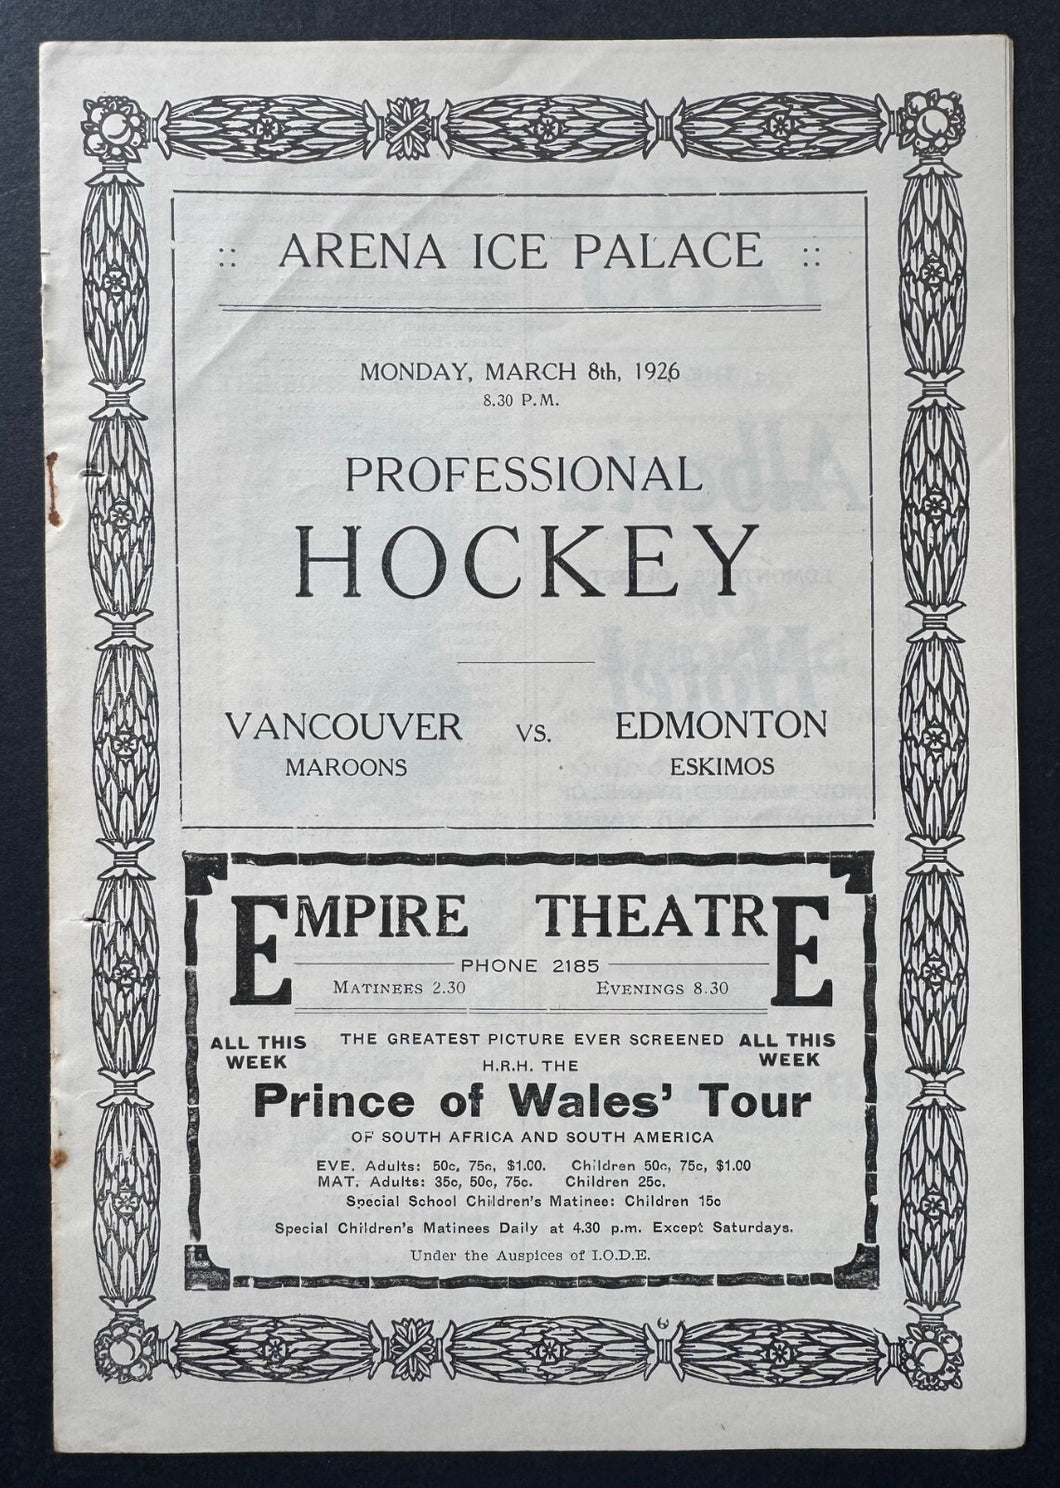 :: ARENA ICE PALACE ::
MONDAY, MARCH 8th, 1926
8.30 P.M.
PROFESSIONAL
HOCKEY
VANCOUVER vs. EDMONTON
MAROONS ESKIMOS
EMPIRE THEATRE
PHONE 2185
MATINEES 2.30 EVENINGS 8.30
ALL THIS WEEK THE GREATEST PICTURE EVER SCREENED ALL THIS WEEK
H.R.H. THE
Prince of Wales' Tour
OF SOUTH AFRICA AND SOUTH AMERICA
EVE. Adults: 50c, 75c, $1.00. Children 50c, 75c, $1.00
MAT. Adults: 35c, 50c, 75c. Children 25c.
Special School Children's Matinee: Children 15c
Special Children's Matinees Daily at 4.30 p.m. Except Saturdays.
Under the Auspices of I.O.D.E.